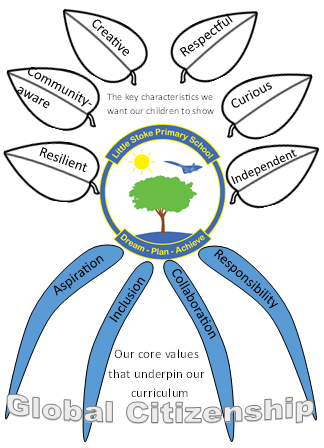 Creative
Respectful
Community-
aware
The key characteristics we
want our children to show
Curious
Resilient
Independent
Little Stoke Primary School
Dream - Plan - Achieve
Aspiration
Inclusion
Collaboration
Responsibility
Our core values
that underpin our
curriculum
Global Citizenship